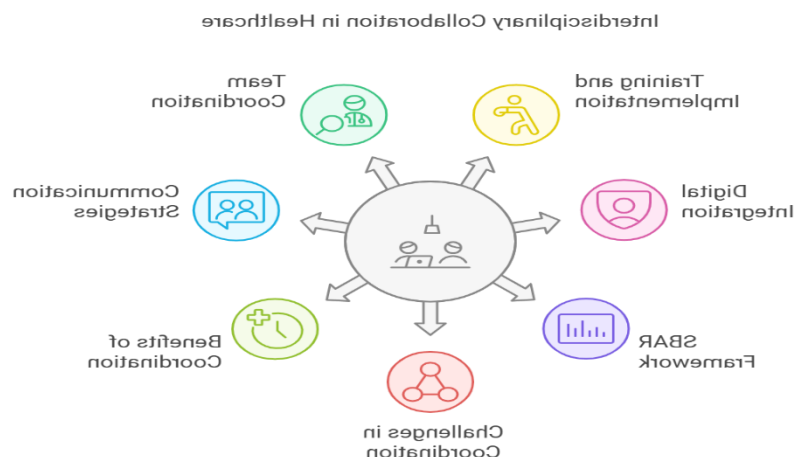 Interdisciplinary Collaboration in Healthcare
Team
Coordination
Training and
Implementation
Communication
Strategies
Digital
Integration
Benefits of
Coordination
SBAR
Framework
Challenges in
Coordination